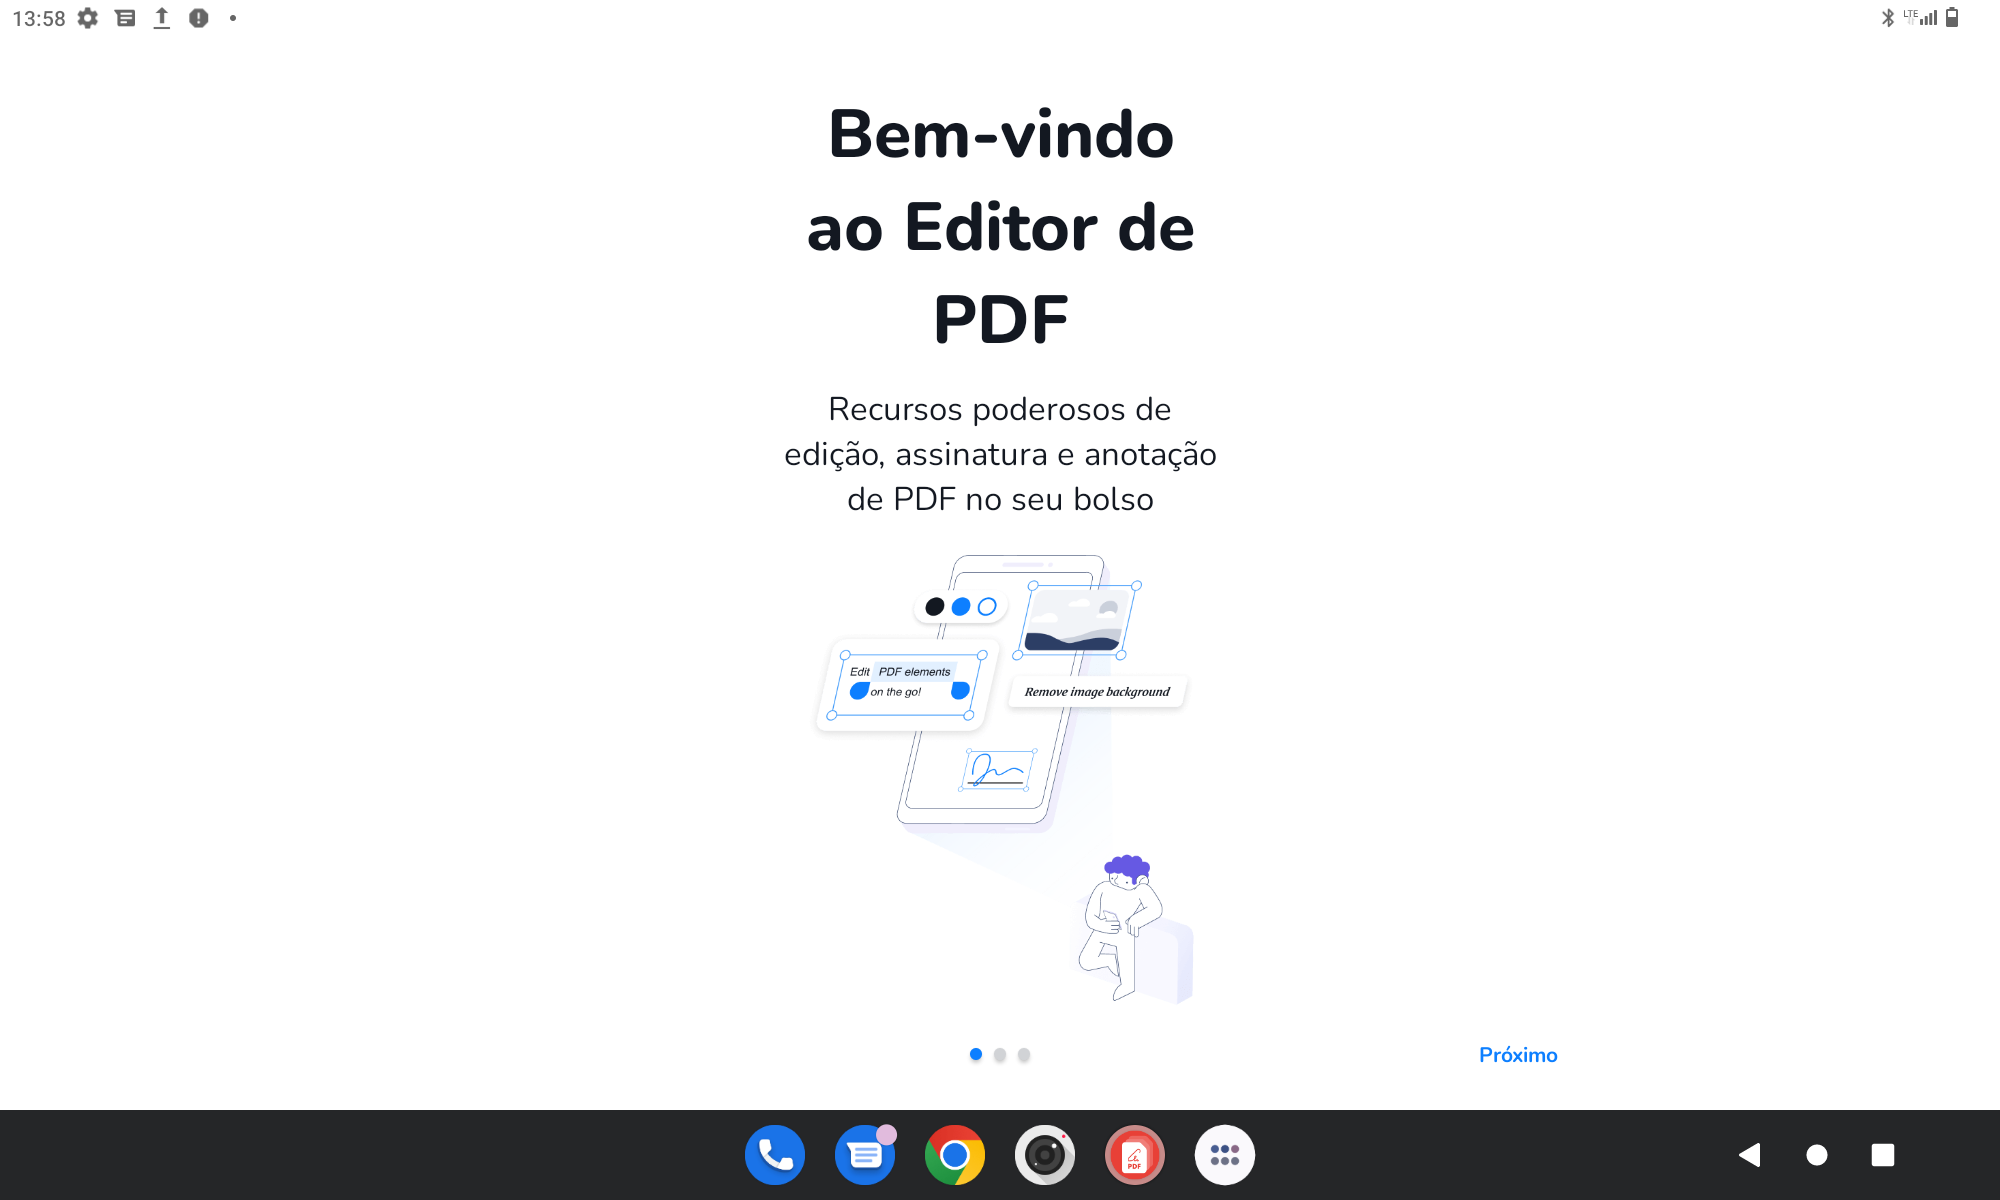 13:58
LTE
Bem-vindo
ao Editor de
PDF
Recursos poderosos de
edição, assinatura e anotação
de PDF no seu bolso
Edit PDF elements
on the go!
Remove image background
Próximo
PDF